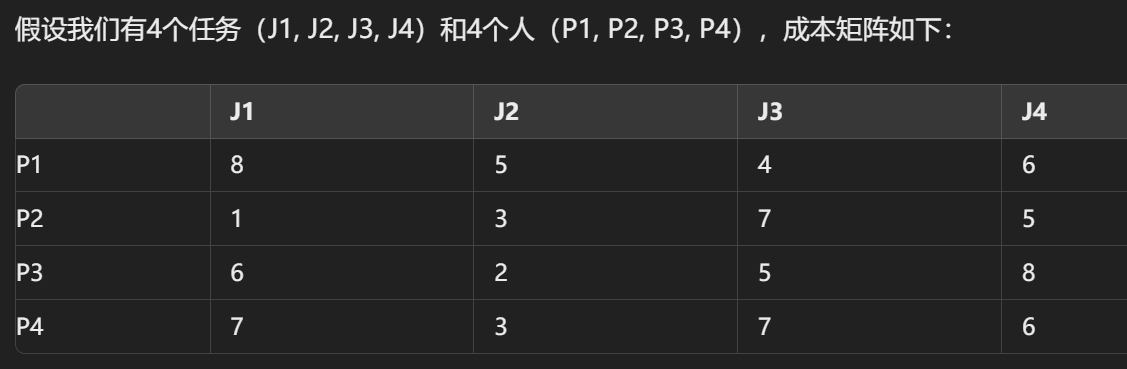 假设我们有4个任务（J1, J2, J3, J4）和4个人（P1, P2, P3, P4），成本矩阵如下：
J1 J2 J3 J4
P1 8 5 4 6
P2 1 3 7 5
P3 6 2 5 8
P4 7 3 7 6